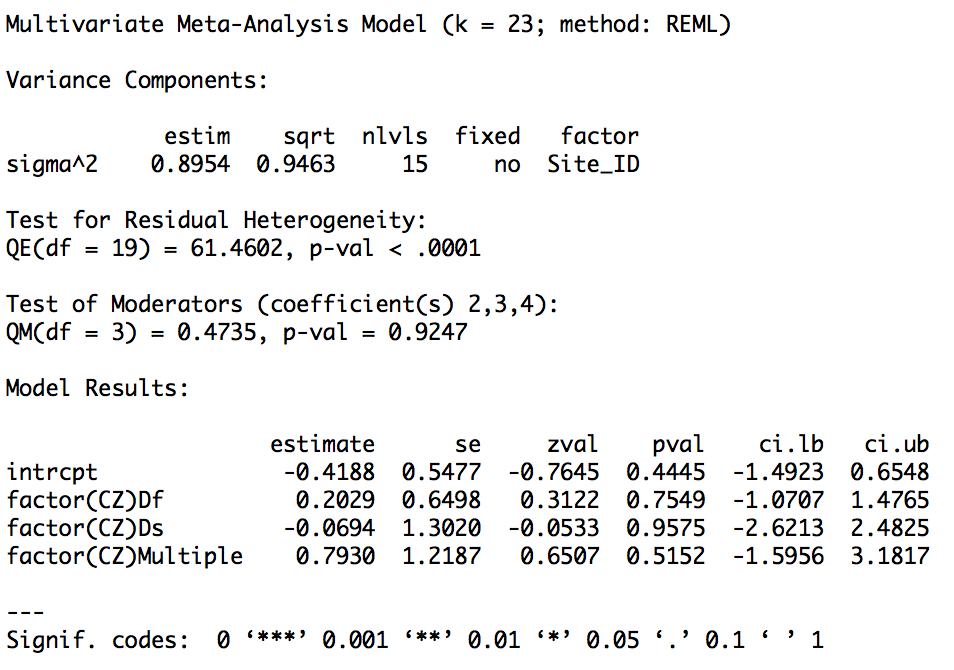 Multivariate Meta-Analysis Model (k = 23; method: REML)
Variance Components:
estim sqrt nlvls fixed factor
sigma^2 0.8954 0.9463 15 no Site_ID
Test for Residual Heterogeneity:
QE(df = 19) = 61.4602, p-val < .0001
Test of Moderators (coefficient(s) 2,3,4):
QM(df = 3) = 0.4735, p-val = 0.9247
Model Results:
estimate se zval pval ci.lb ci.ub
intrcpt -0.4188 0.5477 -0.7645 0.4445 -1.4923 0.6548
factor(CZ)Df 0.2029 0.6498 0.3122 0.7549 -1.0707 1.4765
factor(CZ)Ds -0.0694 1.3020 -0.0533 0.9575 -2.6213 2.4825
factor(CZ)Multiple 0.7930 1.2187 0.6507 0.5152 -1.5956 3.1817
---
Signif. codes: 0 ‘***’ 0.001 ‘**’ 0.01 ‘*’ 0.05 ‘.’ 0.1 ‘ ’ 1